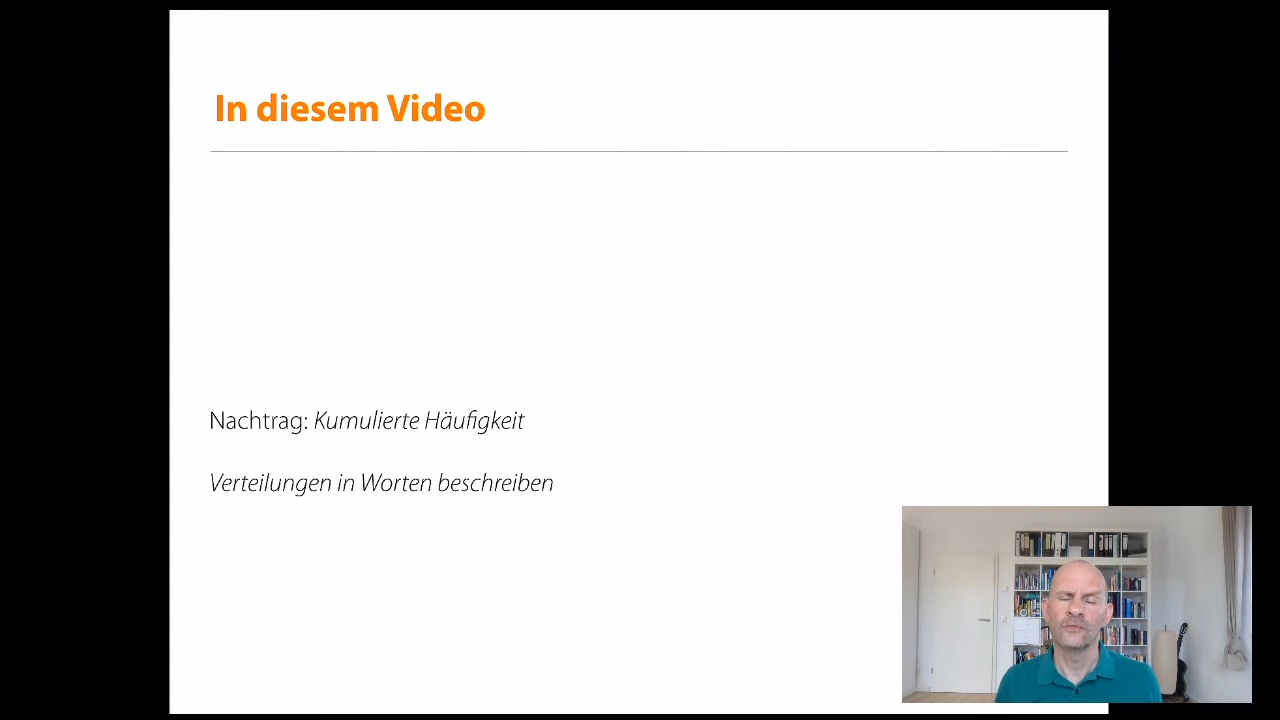 In diesem Video
Nachtrag: Kumulierte Häufigkeit
Verteilungen in Worten beschreiben